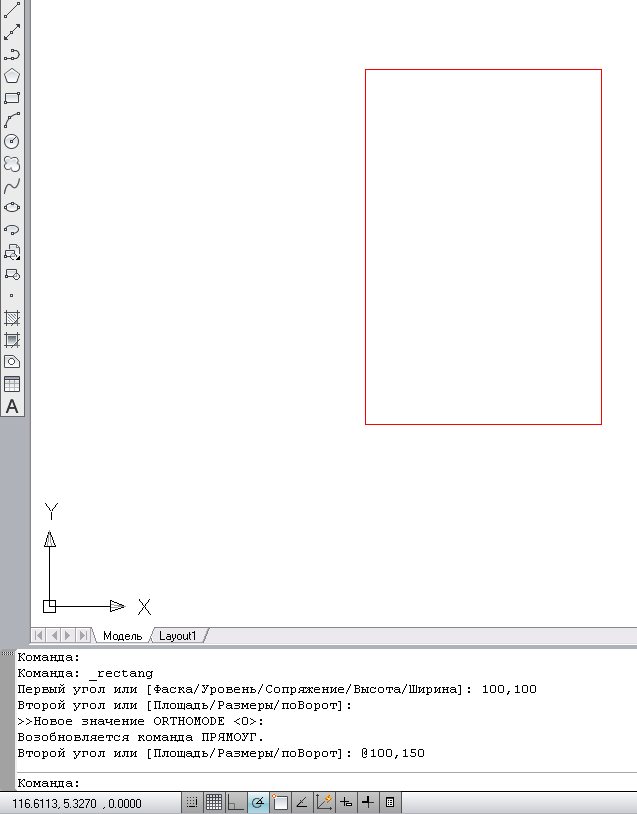 A
Y
X
Модель
Layout1
Команда:
Команда: _rectang
Первый угол или [Фаска/Уровень/Сопряжение/Высота/Ширина]: 100,100
Второй угол или [Площадь/Размеры/поВорот]:
>>Новое значение ORTHOMODE <0>:
Возобновляется команда ПРЯМОУГ.
Второй угол или [Площадь/Размеры/поВорот]: @100,150
Команда:
116.6113, 5.3270 , 0.0000